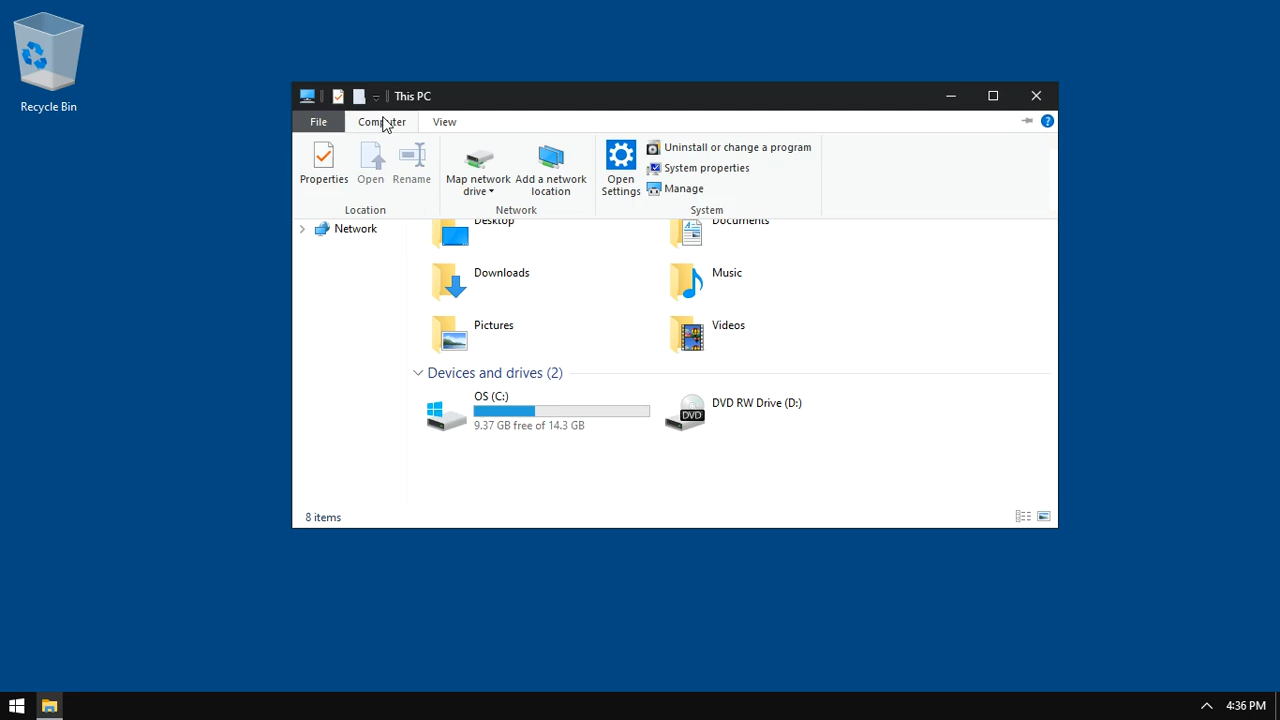 Recycle Bin
This PC
File Computer View
Properties Open Rename
Map network drive
Add a network location
Open Settings
Uninstall or change a program
System properties
Manage
Location Network System
Network
Desktop Documents
Downloads Music
Pictures Videos
Devices and drives (2)
OS (C:)
9.37 GB free of 14.3 GB
DVD RW Drive (D:)
DVD
8 items
4:36 PM